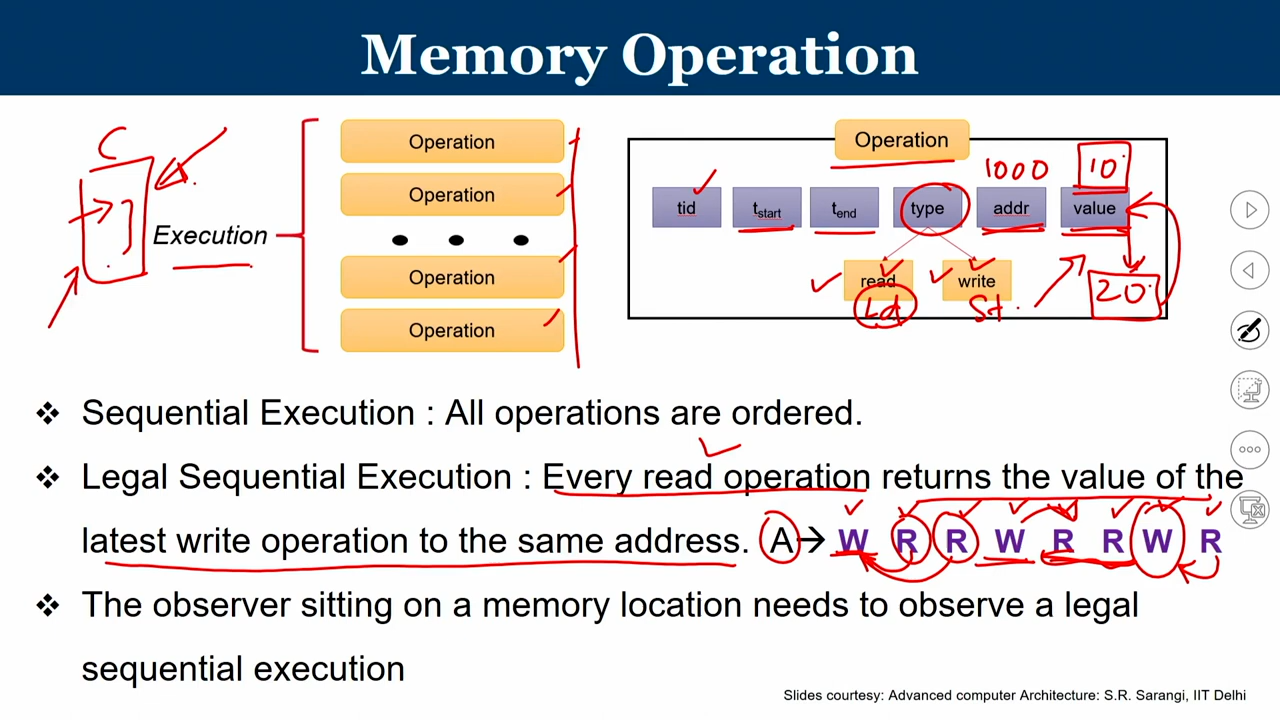 Memory Operation
C
Execution
Operation
Operation
Operation
Operation
Operation
1000
10
tid
tstart
tend
type
addr
value
read
write
Ld
St
20
❖ Sequential Execution : All operations are ordered.
❖ Legal Sequential Execution : Every read operation returns the value of the
latest write operation to the same address. A→ W R R W R R W R
❖ The observer sitting on a memory location needs to observe a legal
sequential execution
Slides courtesy: Advanced computer Architecture: S.R. Sarangi, IIT Delhi